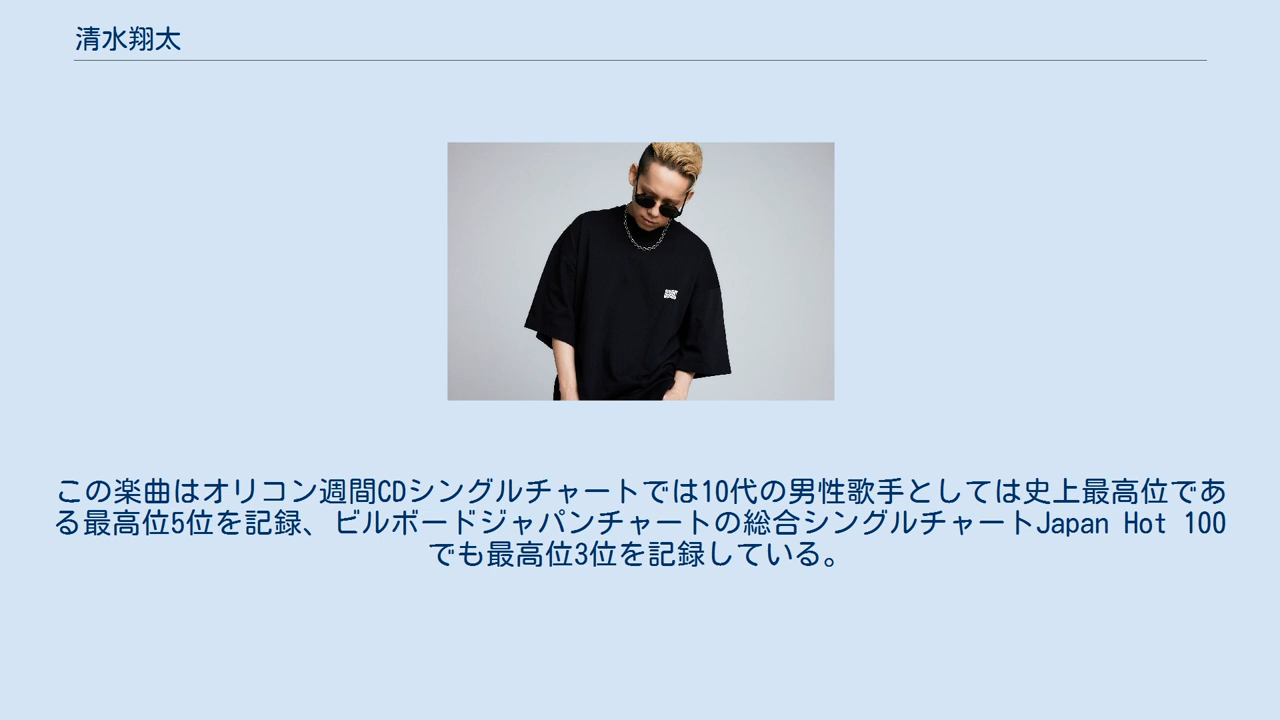 清水翔太
この楽曲はオリコン週間CDシングルチャートでは10代の男性歌手としては史上最高位であ
る最高位5位を記録、ビルボードジャパンチャートの総合シングルチャートJapan Hot 100
でも最高位3位を記録している。